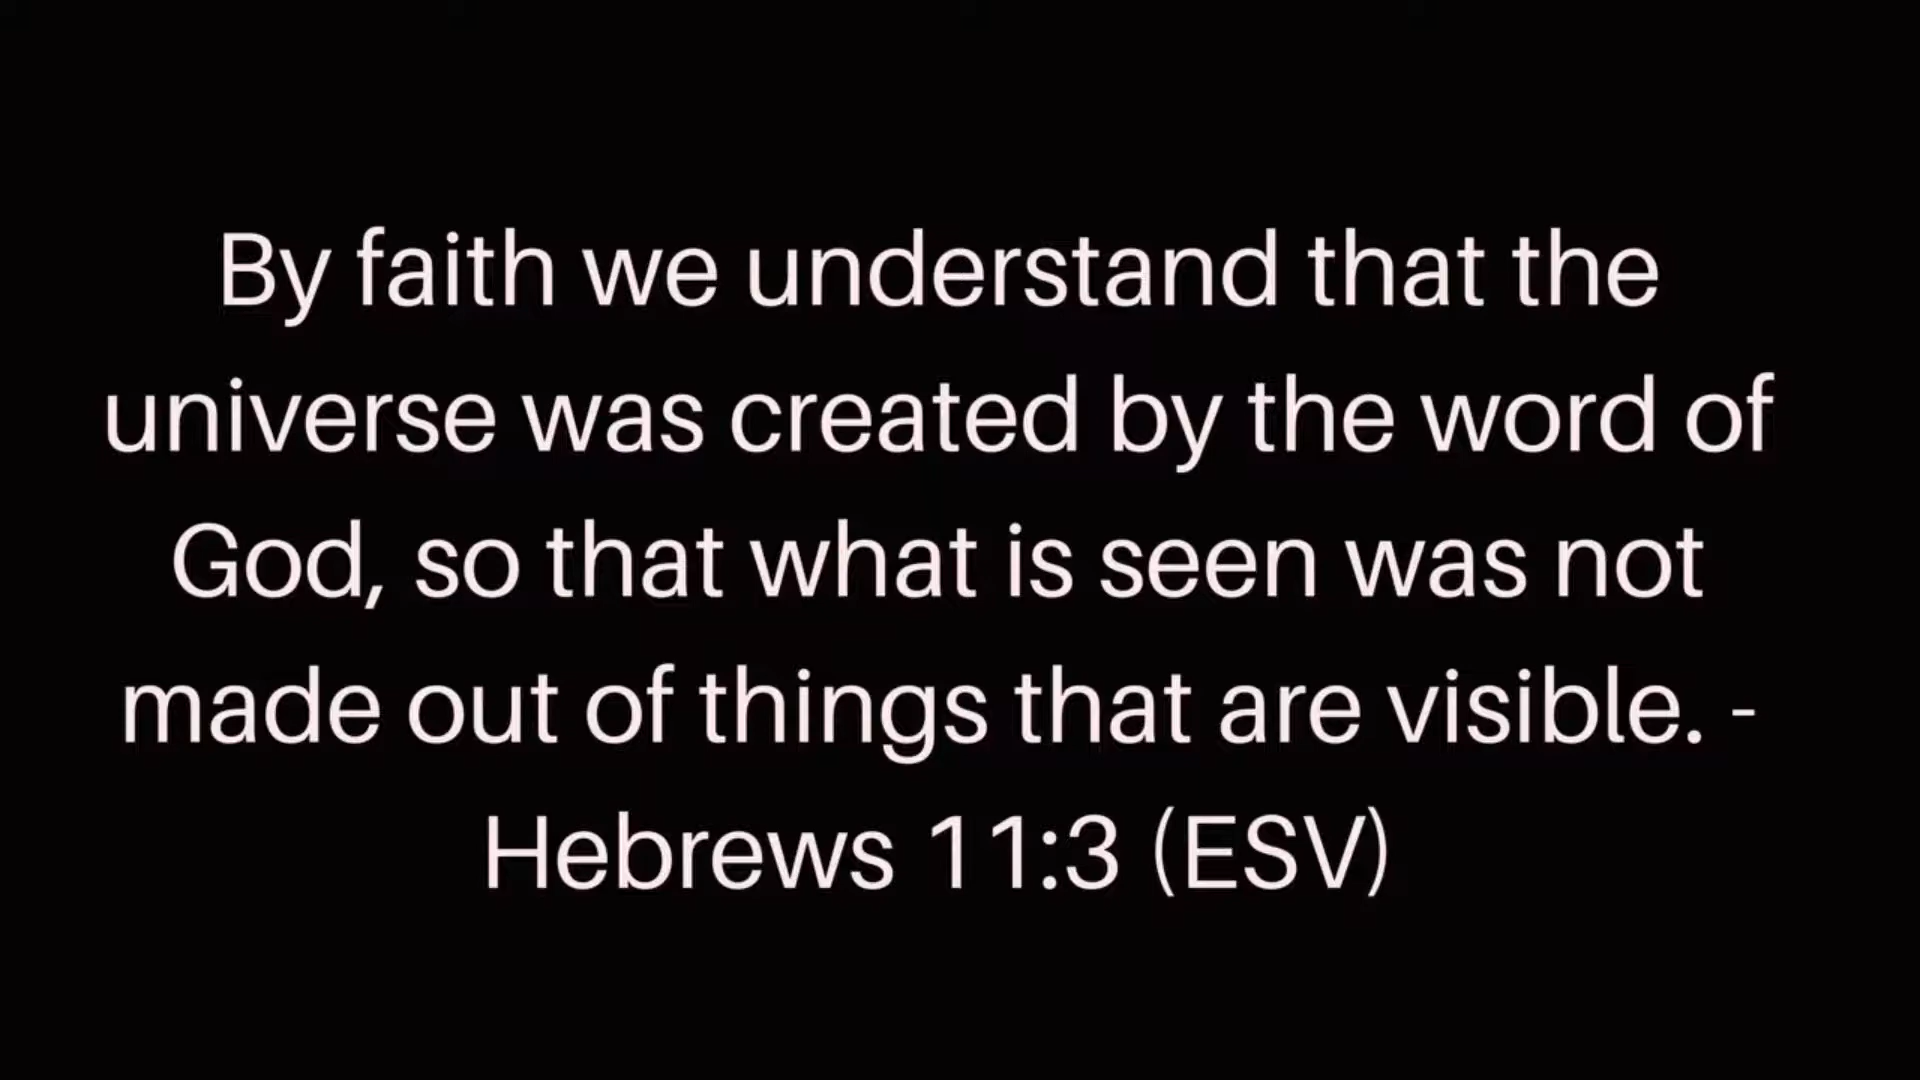 By faith we understand that the
universe was created by the word of
God, so that what is seen was not
made out of things that are visible. -
Hebrews 11:3 (ESV)